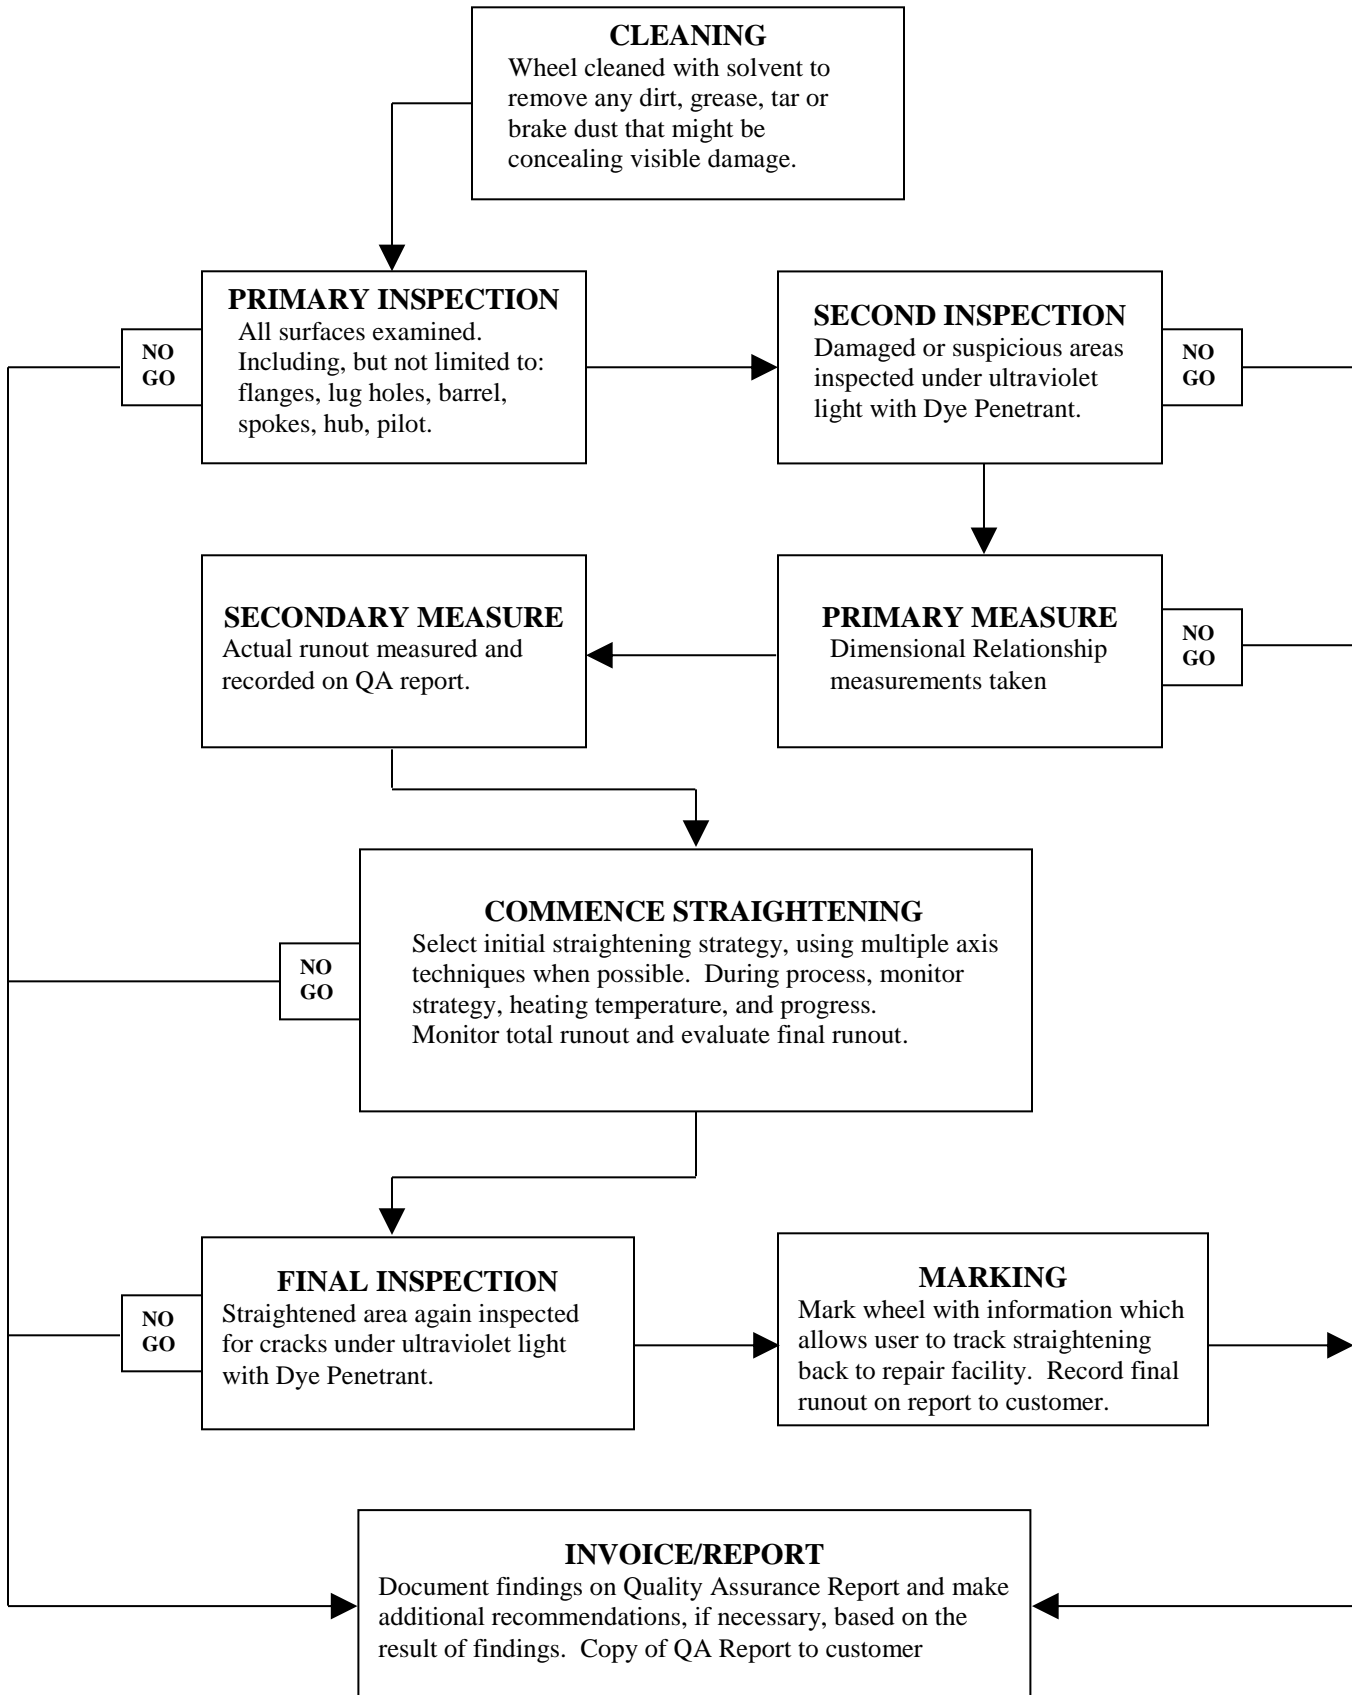 CLEANING
Wheel cleaned with solvent to
remove any dirt, grease, tar or
brake dust that might be
concealing visible damage.
PRIMARY INSPECTION
All surfaces examined.
Including, but not limited to:
flanges, lug holes, barrel,
spokes, hub, pilot.
NO
GO
SECOND INSPECTION
Damaged or suspicious areas
inspected under ultraviolet
light with Dye Penetrant.
NO
GO
SECONDARY MEASURE
Actual runout measured and
recorded on QA report.
PRIMARY MEASURE
Dimensional Relationship
measurements taken
NO
GO
COMMENCE STRAIGHTENING
Select initial straightening strategy, using multiple axis
techniques when possible.  During process, monitor
strategy, heating temperature, and progress.
Monitor total runout and evaluate final runout.
NO
GO
FINAL INSPECTION
Straightened area again inspected
for cracks under ultraviolet light
with Dye Penetrant.
NO
GO
MARKING
Mark wheel with information which
allows user to track straightening
back to repair facility.  Record final
runout on report to customer.
INVOICE/REPORT
Document findings on Quality Assurance Report and make
additional recommendations, if necessary, based on the
result of findings.  Copy of QA Report to customer